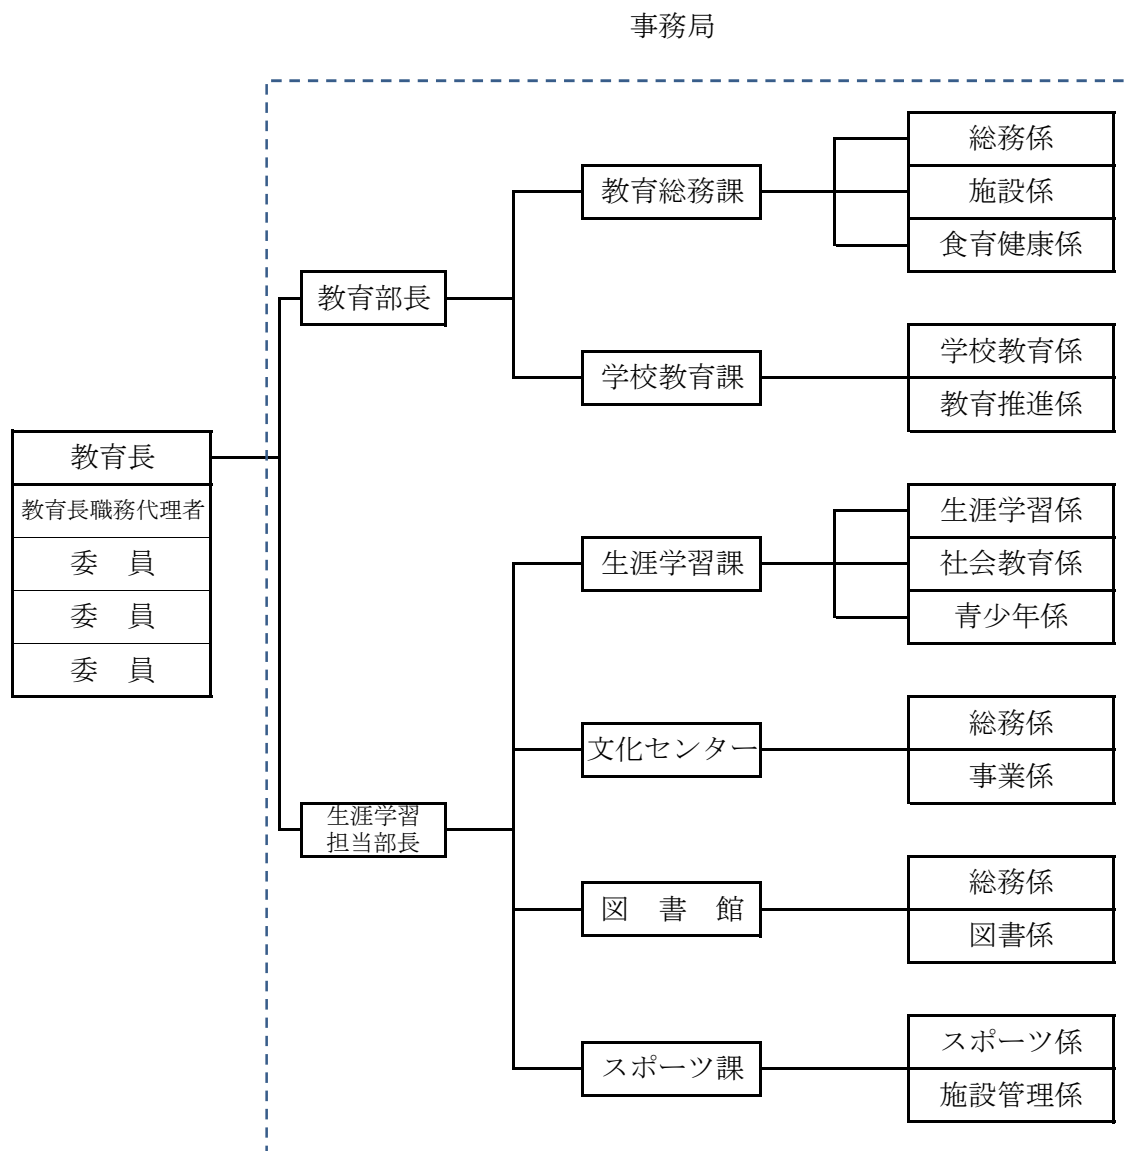 事務局
教育長
教育長職務代理者
委　員
委　員
委　員
教育部長
教育総務課
総務係
施設係
食育健康係
学校教育課
学校教育係
教育推進係
生涯学習
担当部長
生涯学習課
生涯学習係
社会教育係
青少年係
文化センター
総務係
事業係
図　書　館
総務係
図書係
スポーツ課
スポーツ係
施設管理係